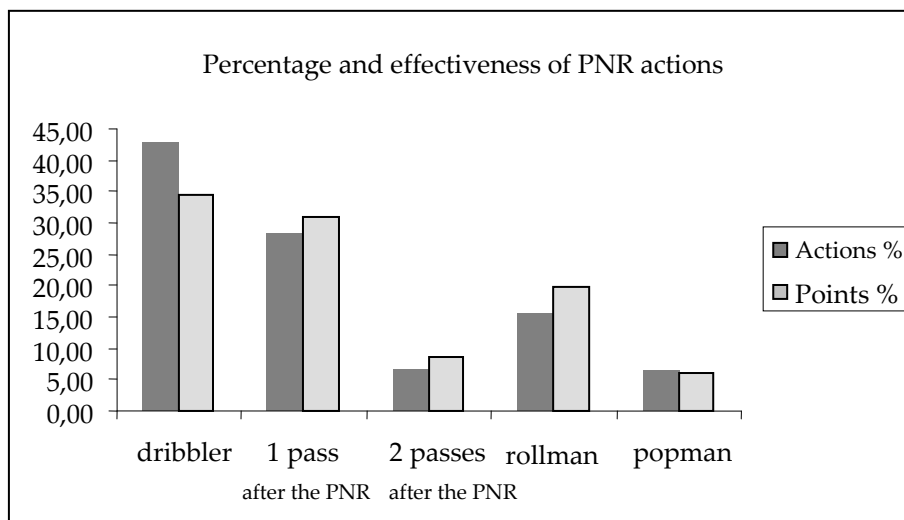 Percentage and effectiveness of PNR actions
45,00
40,00
35,00
30,00
25,00
20,00
15,00
10,00
5,00
0,00
dribbler 1 pass 2 passes rollman popman
after the PNR after the PNR
Actions %
Points %